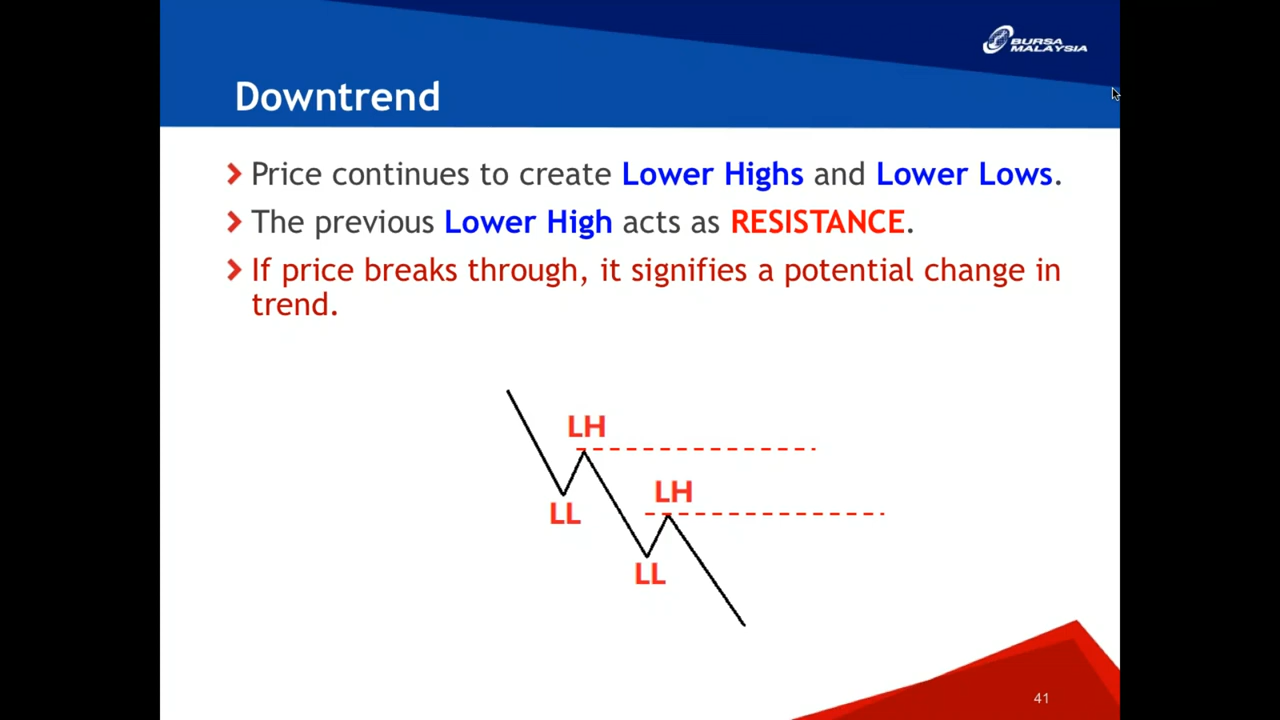 BURSA
MALAYSIA
Downtrend
Price continues to create Lower Highs and Lower Lows.
The previous Lower High acts as RESISTANCE.
If price breaks through, it signifies a potential change in
trend.
LH
LH
LL
LL
41